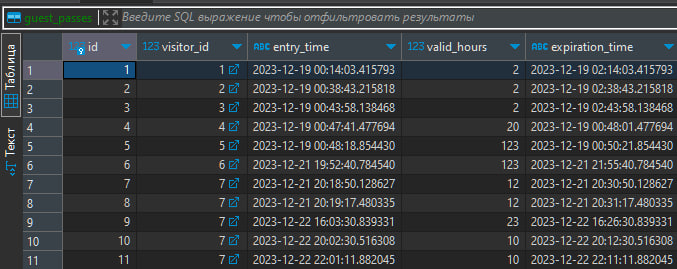 guest_passes Введите SQL выражение чтобы отфильтровать результаты
Таблица
Текст
123 id 123 visitor_id ABC entry_time 123 valid_hours ABC expiration_time
1 1 1 2023-12-19 00:14:03.415793 2 2023-12-19 02:14:03.415793
2 2 2 2023-12-19 00:38:43.215818 2 2023-12-19 02:38:43.215818
3 3 3 2023-12-19 00:43:58.138468 2 2023-12-19 02:43:58.138468
4 4 4 2023-12-19 00:47:41.477694 20 2023-12-19 00:48:01.477694
5 5 5 2023-12-19 00:48:18.854430 123 2023-12-19 00:50:21.854430
6 6 6 2023-12-21 19:52:40.784540 123 2023-12-21 21:55:40.784540
7 7 7 2023-12-21 20:18:50.128627 12 2023-12-21 20:30:50.128627
8 8 7 2023-12-21 20:19:17.480335 12 2023-12-21 20:31:17.480335
9 9 7 2023-12-22 16:03:30.839331 23 2023-12-22 16:26:30.839331
10 10 7 2023-12-22 20:02:30.516308 10 2023-12-22 20:12:30.516308
11 11 7 2023-12-22 22:01:11.882045 10 2023-12-22 22:11:11.882045